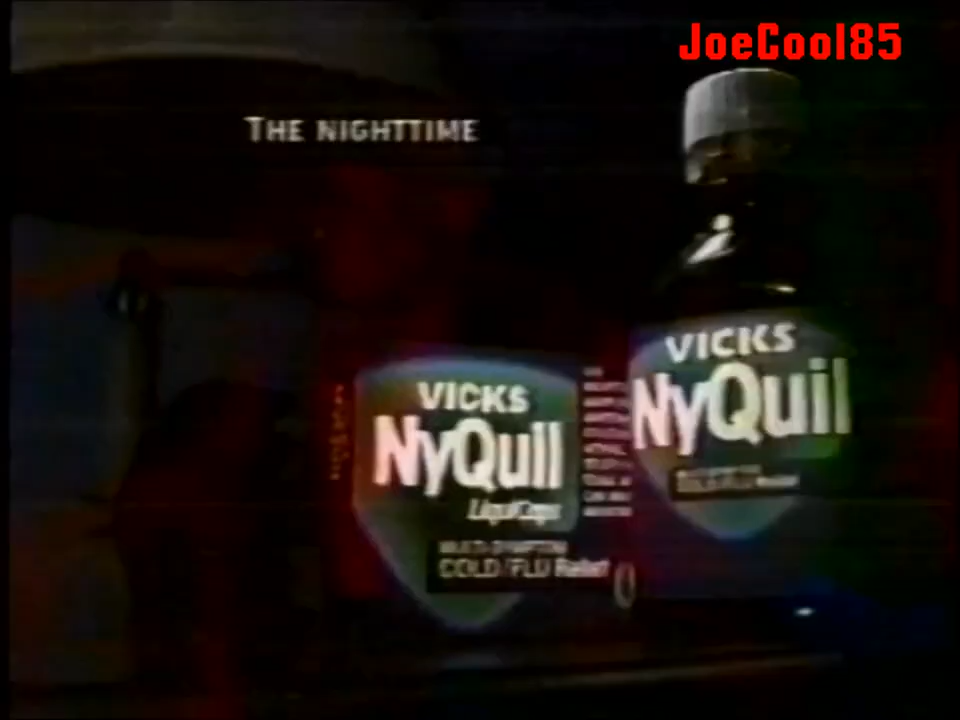 JoeCool85
THE NIGHTTIME
VICKS
NyQuil
LiquiCaps
MULTI-SYMPTOM
COLD/FLU Relief
VICKS
NyQuil